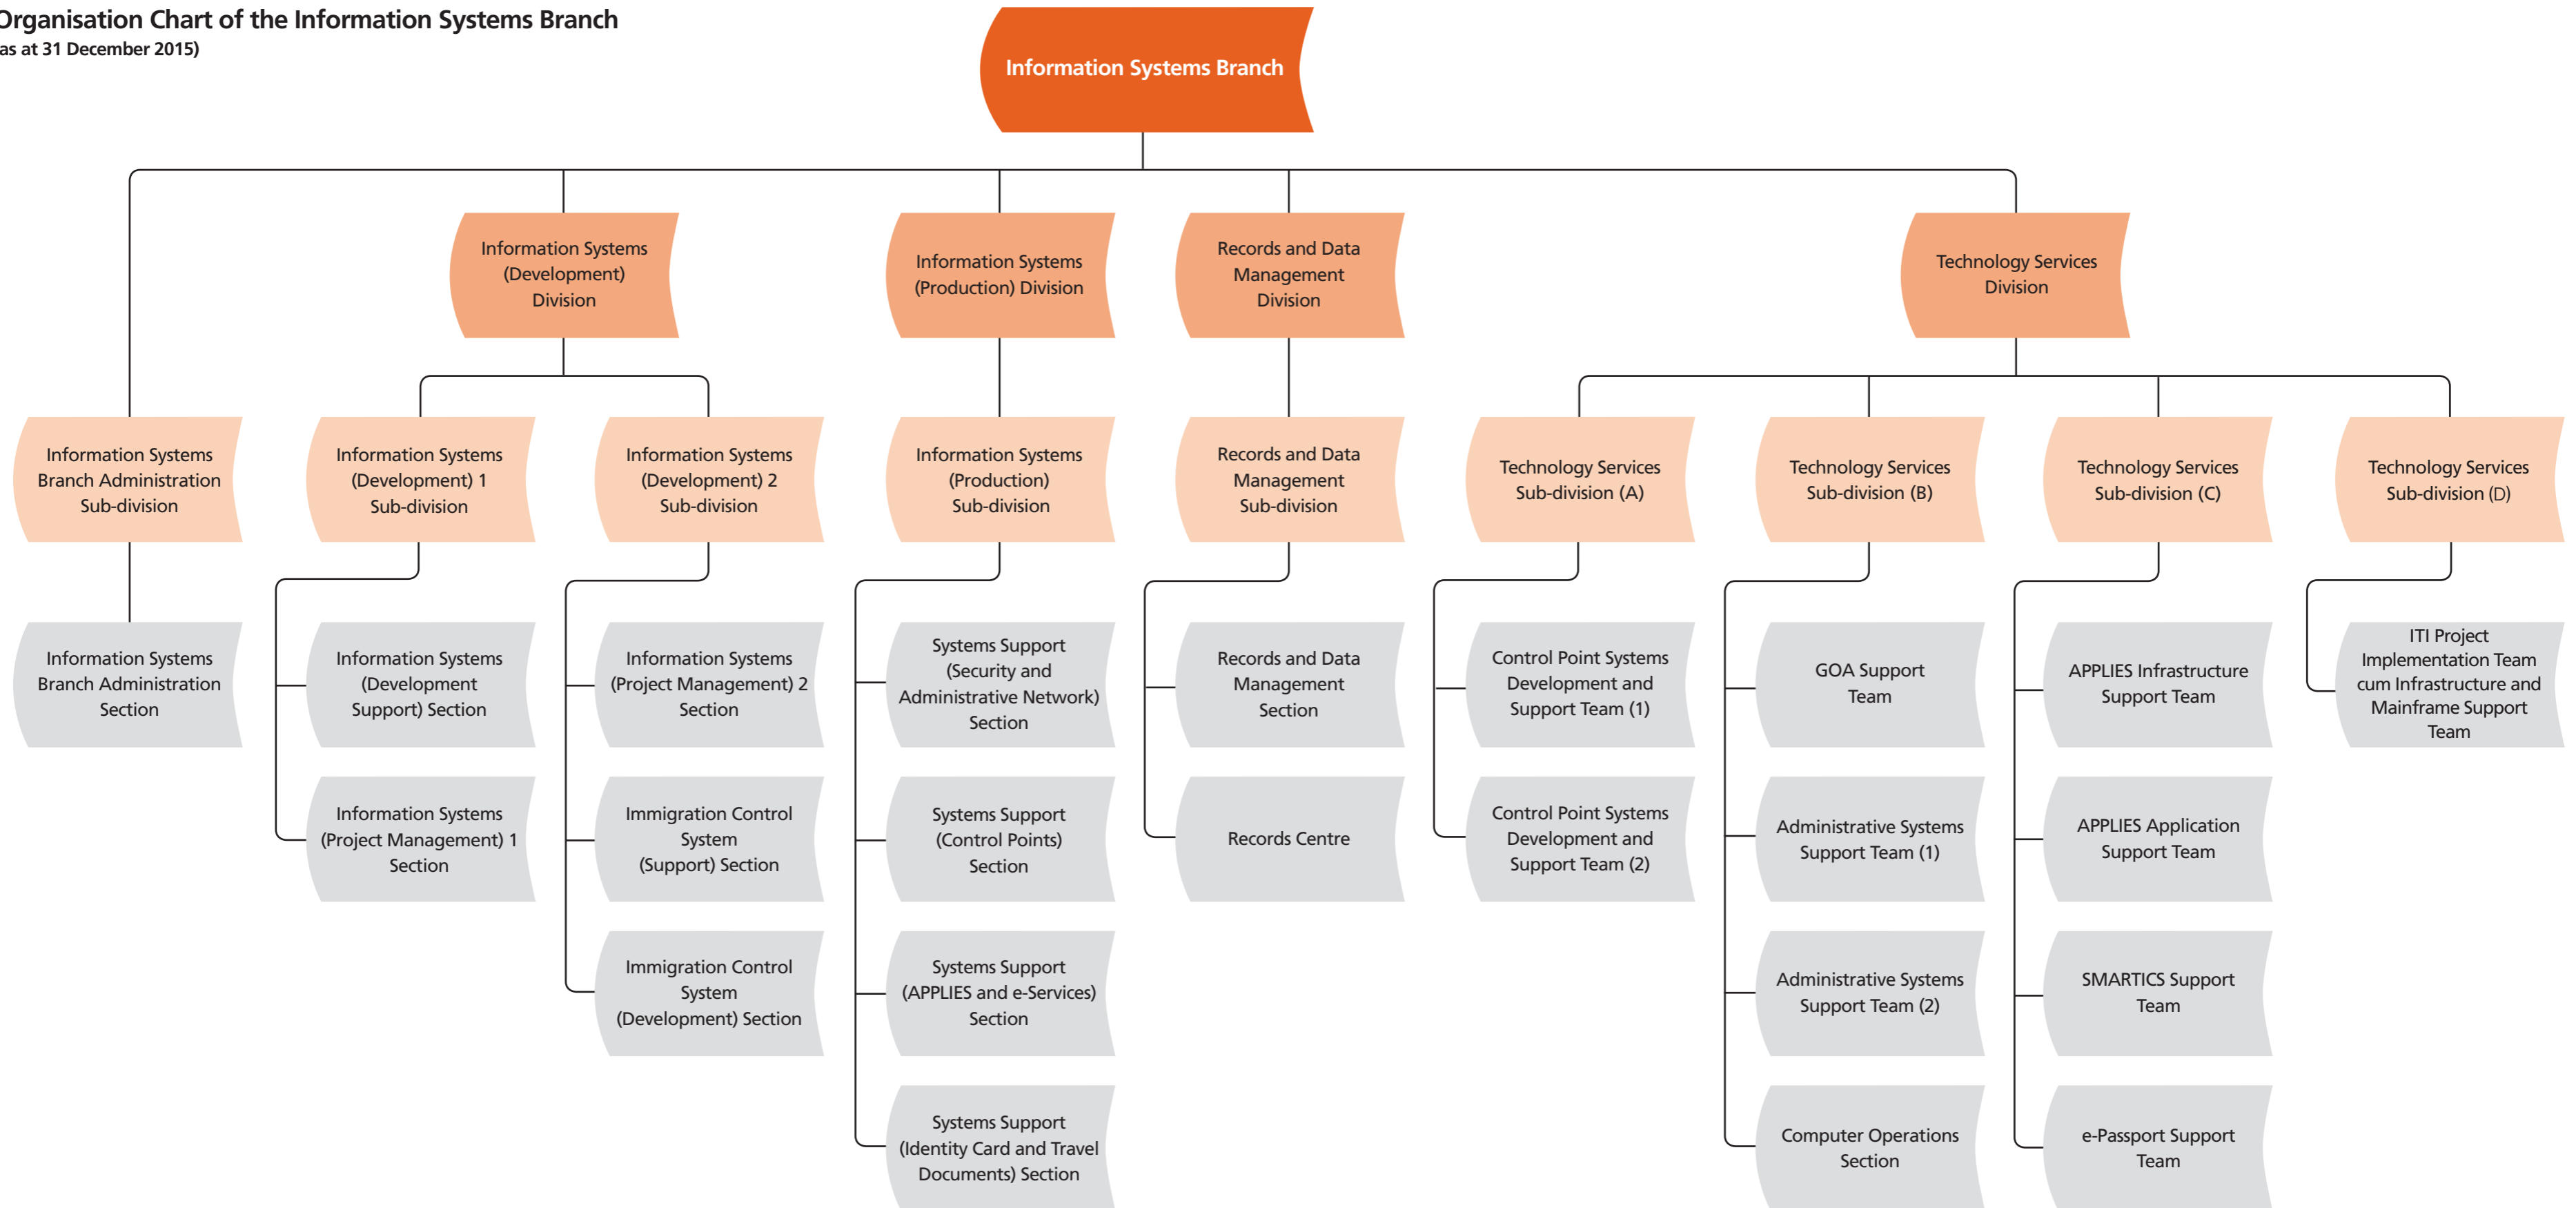 Organisation Chart of the Information Systems Branch
as at 31 December 2015)
Information Systems Branch
Information Systems
(Development)
Division
Information Systems
(Production) Division
Records and Data
Management
Division
Technology Services
Division
Information Systems
Branch Administration
Sub-division
Information Systems
(Development) 1
Sub-division
Information Systems
(Development) 2
Sub-division
Information Systems
(Production)
Sub-division
Records and Data
Management
Sub-division
Technology Services
Sub-division (A)
Technology Services
Sub-division (B)
Technology Services
Sub-division (C)
Technology Services
Sub-division (D)
Information Systems
Branch Administration
Section
Information Systems
(Development
Support) Section
Information Systems
(Project Management) 2
Section
Systems Support
(Security and
Administrative Network)
Section
Records and Data
Management
Section
Control Point Systems
Development and
Support Team (1)
GOA Support
Team
APPLIES Infrastructure
Support Team
ITI Project
Implementation Team
cum Infrastructure and
Mainframe Support
Team
Information Systems
(Project Management) 1
Section
Immigration Control
System
(Support) Section
Systems Support
(Control Points)
Section
Records Centre
Control Point Systems
Development and
Support Team (2)
Administrative Systems
Support Team (1)
APPLIES Application
Support Team
Immigration Control
System
(Development) Section
Systems Support
(APPLIES and e-Services)
Section
Administrative Systems
Support Team (2)
SMARTICS Support
Team
Systems Support
(Identity Card and Travel
Documents) Section
Computer Operations
Section
e-Passport Support
Team